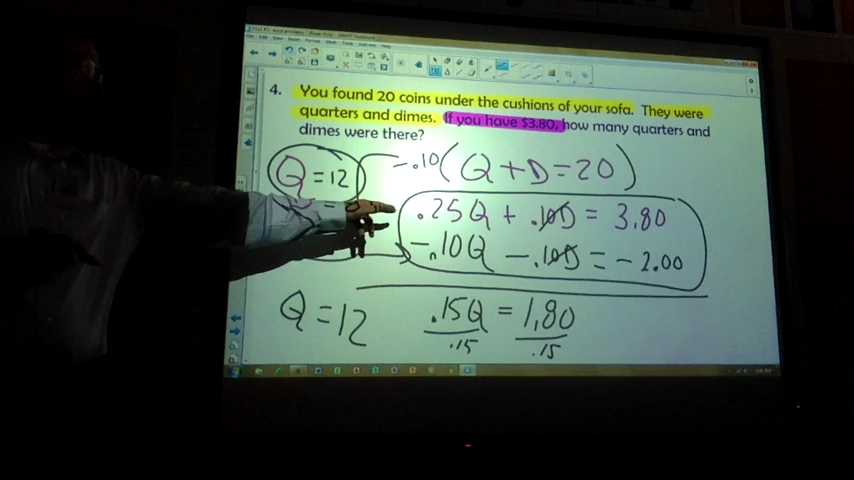 4. You found 20 coins under the cushions of your sofa. They were
quarters and dimes. If you have $3.80, how many quarters and
dimes were there?
Q = 12
-.10(Q + D = 20)
.25Q + .10D = 3.80
-.10Q - .10D = -2.00
Q = 12
.15Q = 1.80
.15 .15